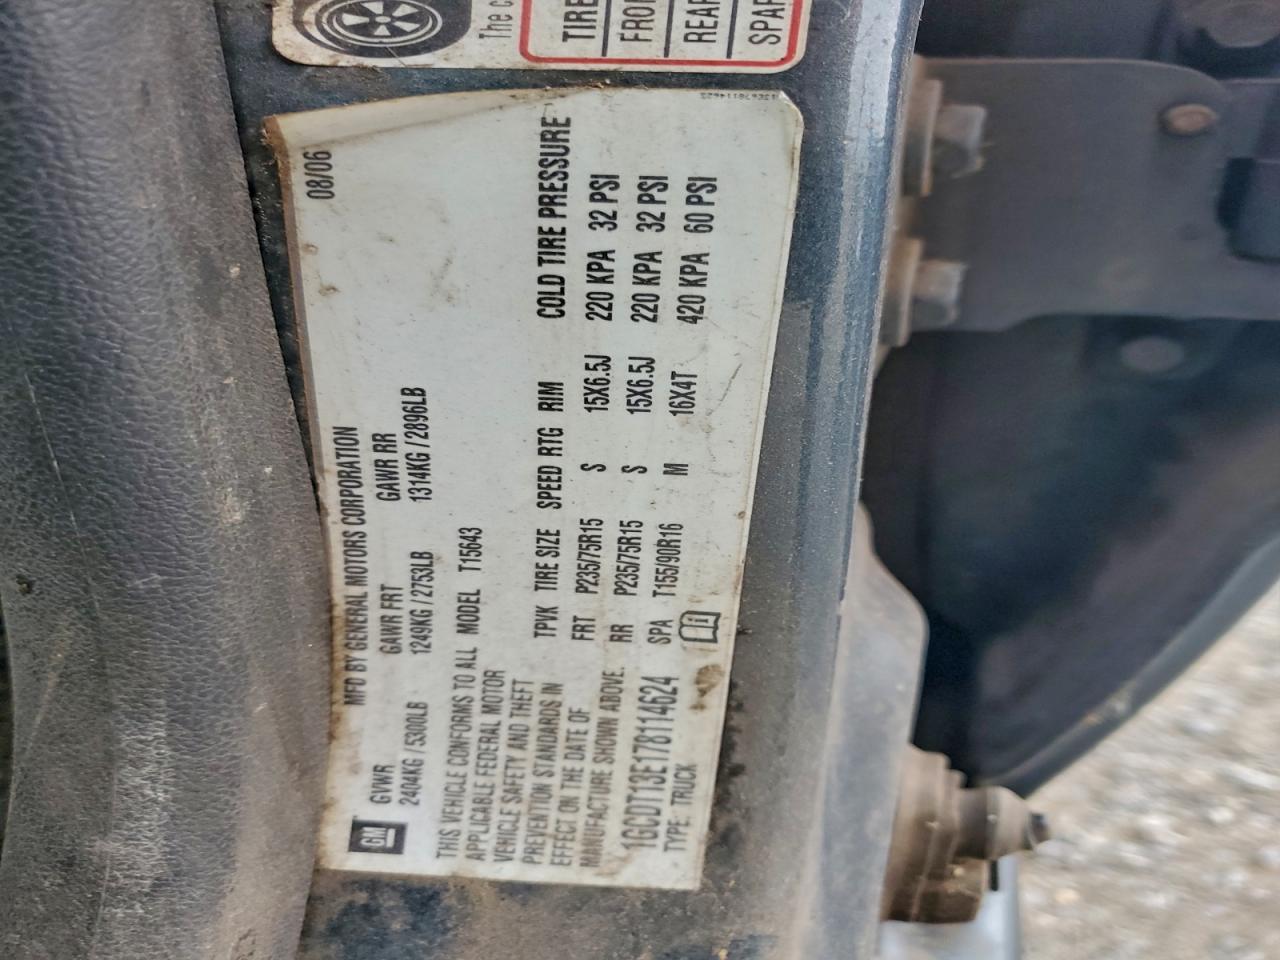 The c
TIRE
FRO
REAR
SPAR
08/06
MFD BY GENERAL MOTORS CORPORATION
GVWR GAWR FRT GAWR RR
2404KG / 5300LB 1249KG / 2753LB 1314KG / 2896LB
GM
THIS VEHICLE CONFORMS TO ALL MODEL T15643
APPLICABLE FEDERAL MOTOR
VEHICLE SAFETY AND THEFT
PREVENTION STANDARDS IN
EFFECT ON THE DATE OF
MANUFACTURE SHOWN ABOVE.
TPVK TIRE SIZE SPEED RTG RIM COLD TIRE PRESSURE
FRT P235/75R15 S 15X6.5J 220 KPA 32 PSI
RR P235/75R15 S 15X6.5J 220 KPA 32 PSI
SPA T155/90R16 M 16X4T 420 KPA 60 PSI
1GCDT13E178114624
TYPE: TRUCK